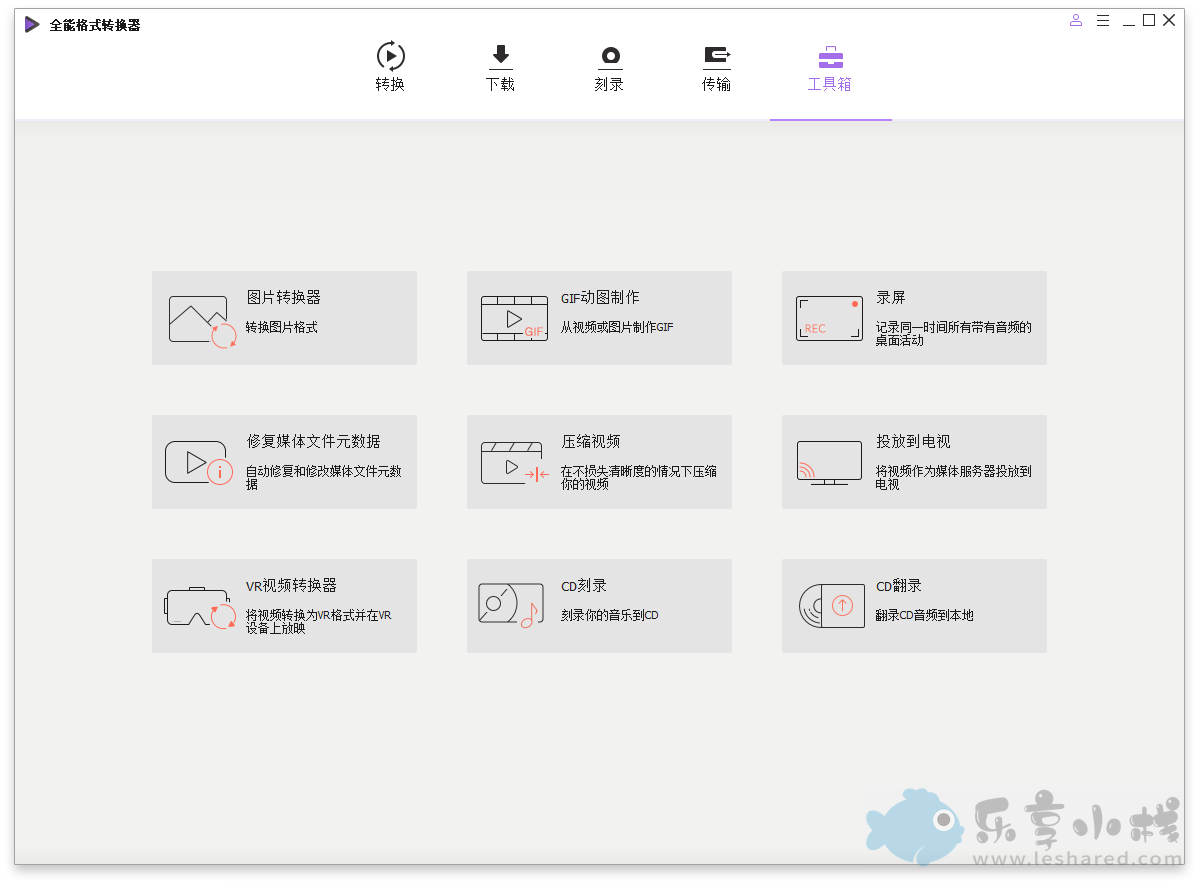 全能格式转换器
转换
下载
刻录
传输
工具箱
图片转换器
转换图片格式
GIF
GIF动图制作
从视频或图片制作GIF
REC
录屏
记录同一时间所有带有音频的
桌面活动
修复媒体文件元数据
自动修复和修改媒体文件元数
据
压缩视频
在不损失清晰度的情况下压缩
你的视频
投放到电视
将视频作为媒体服务器投放到
电视
VR视频转换器
将视频转换为VR格式并在VR
设备上放映
CD刻录
刻录你的音乐到CD
CD翻录
翻录CD音频到本地
乐享小栈
www.leshared.com